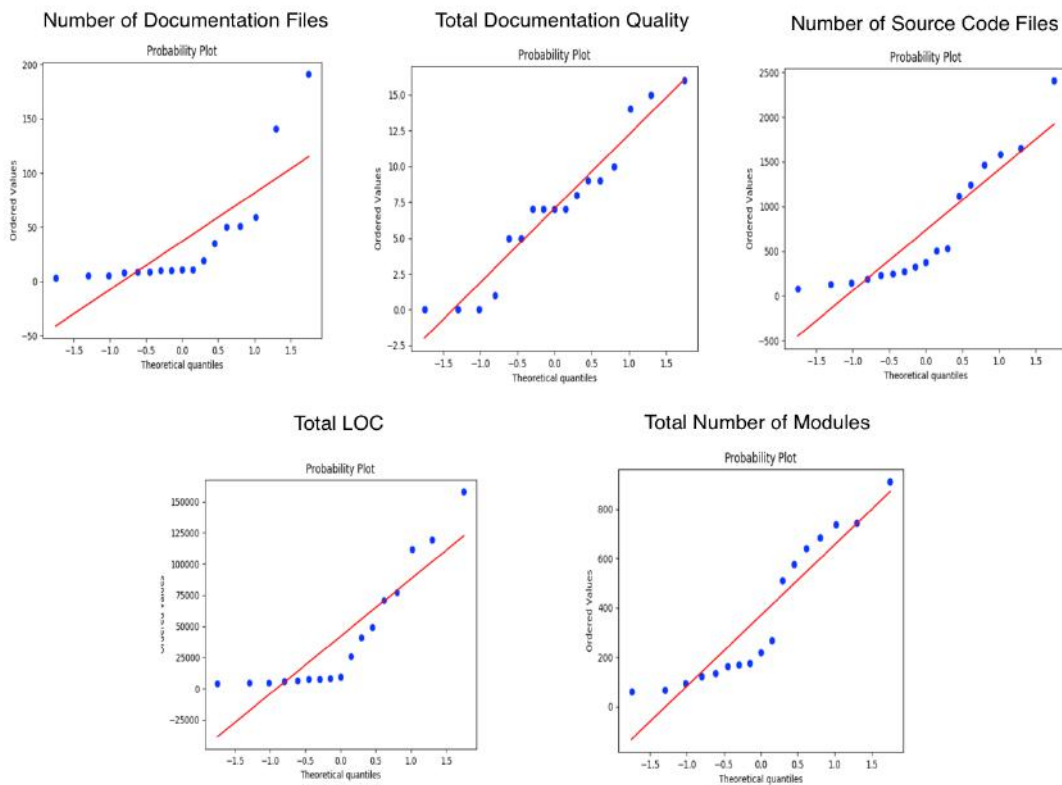 Number of Documentation Files
Total Documentation Quality
Number of Source Code Files
Probability Plot
Probability Plot
Probability Plot
200
150
100
50
0
−50
Ordered Values
−1.5 −1.0 −0.5 0.0 0.5 1.0 1.5
Theoretical quantiles
15.0
12.5
10.0
7.5
5.0
2.5
0.0
−2.5
Ordered Values
−1.5 −1.0 −0.5 0.0 0.5 1.0 1.5
Theoretical quantiles
2500
2000
1500
1000
500
0
−500
Ordered Values
−1.5 −1.0 −0.5 0.0 0.5 1.0 1.5
Theoretical quantiles
Total LOC
Total Number of Modules
Probability Plot
Probability Plot
150000
125000
100000
75000
50000
25000
0
−25000
Ordered Values
−1.5 −1.0 −0.5 0.0 0.5 1.0 1.5
Theoretical quantiles
800
600
400
200
0
Ordered Values
−1.5 −1.0 −0.5 0.0 0.5 1.0 1.5
Theoretical quantiles